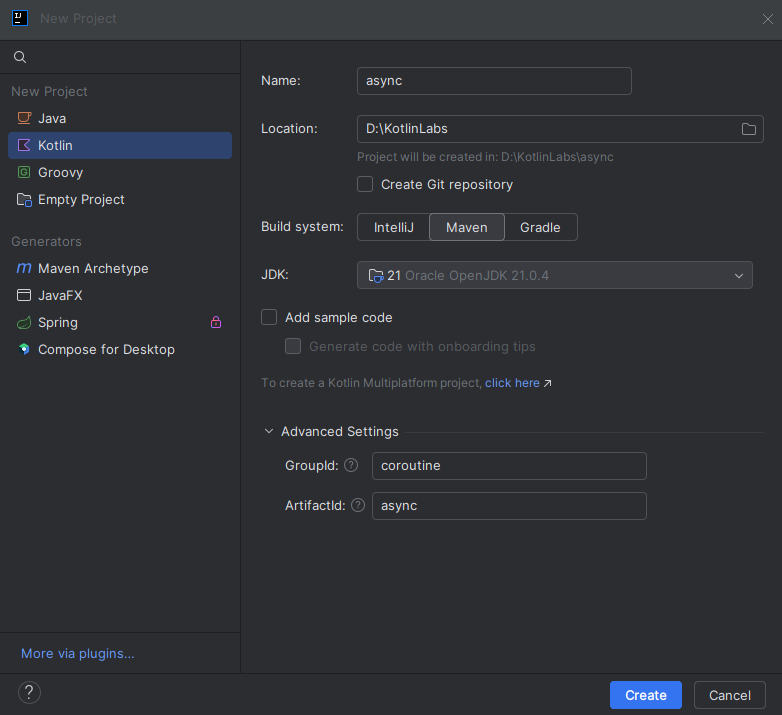 New Project
New Project
Java
Kotlin
Groovy
Empty Project
Generators
Maven Archetype
JavaFX
Spring
Compose for Desktop
More via plugins...
Name: async
Location: D:\KotlinLabs
Project will be created in: D:\KotlinLabs\async
Create Git repository
Build system: IntelliJ Maven Gradle
JDK: 21 Oracle OpenJDK 21.0.4
Add sample code
Generate code with onboarding tips
To create a Kotlin Multiplatform project, click here ↗
Advanced Settings
GroupId: ? coroutine
ArtifactId: ? async
? Create Cancel